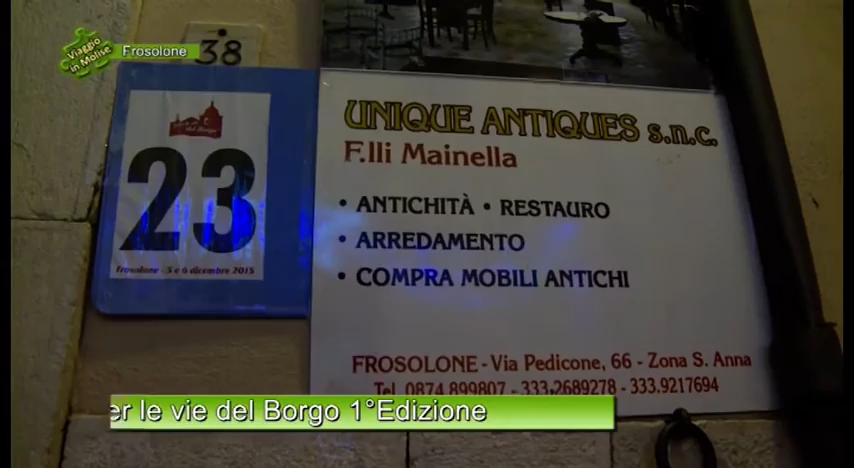 Viaggio
in Molise
Frosolone
38
del Borgo
23
Frosolone - 5 e 6 dicembre 2015
UNIQUE ANTIQUES s.n.c.
F.lli Mainella
• ANTICHITÀ • RESTAURO
• ARREDAMENTO
• COMPRA MOBILI ANTICHI
FROSOLONE - Via Pedicone, 66 - Zona S. Anna
Tel. 0874.899807 - 333.2689278 - 333.9217694
er le vie del Borgo 1°Edizione